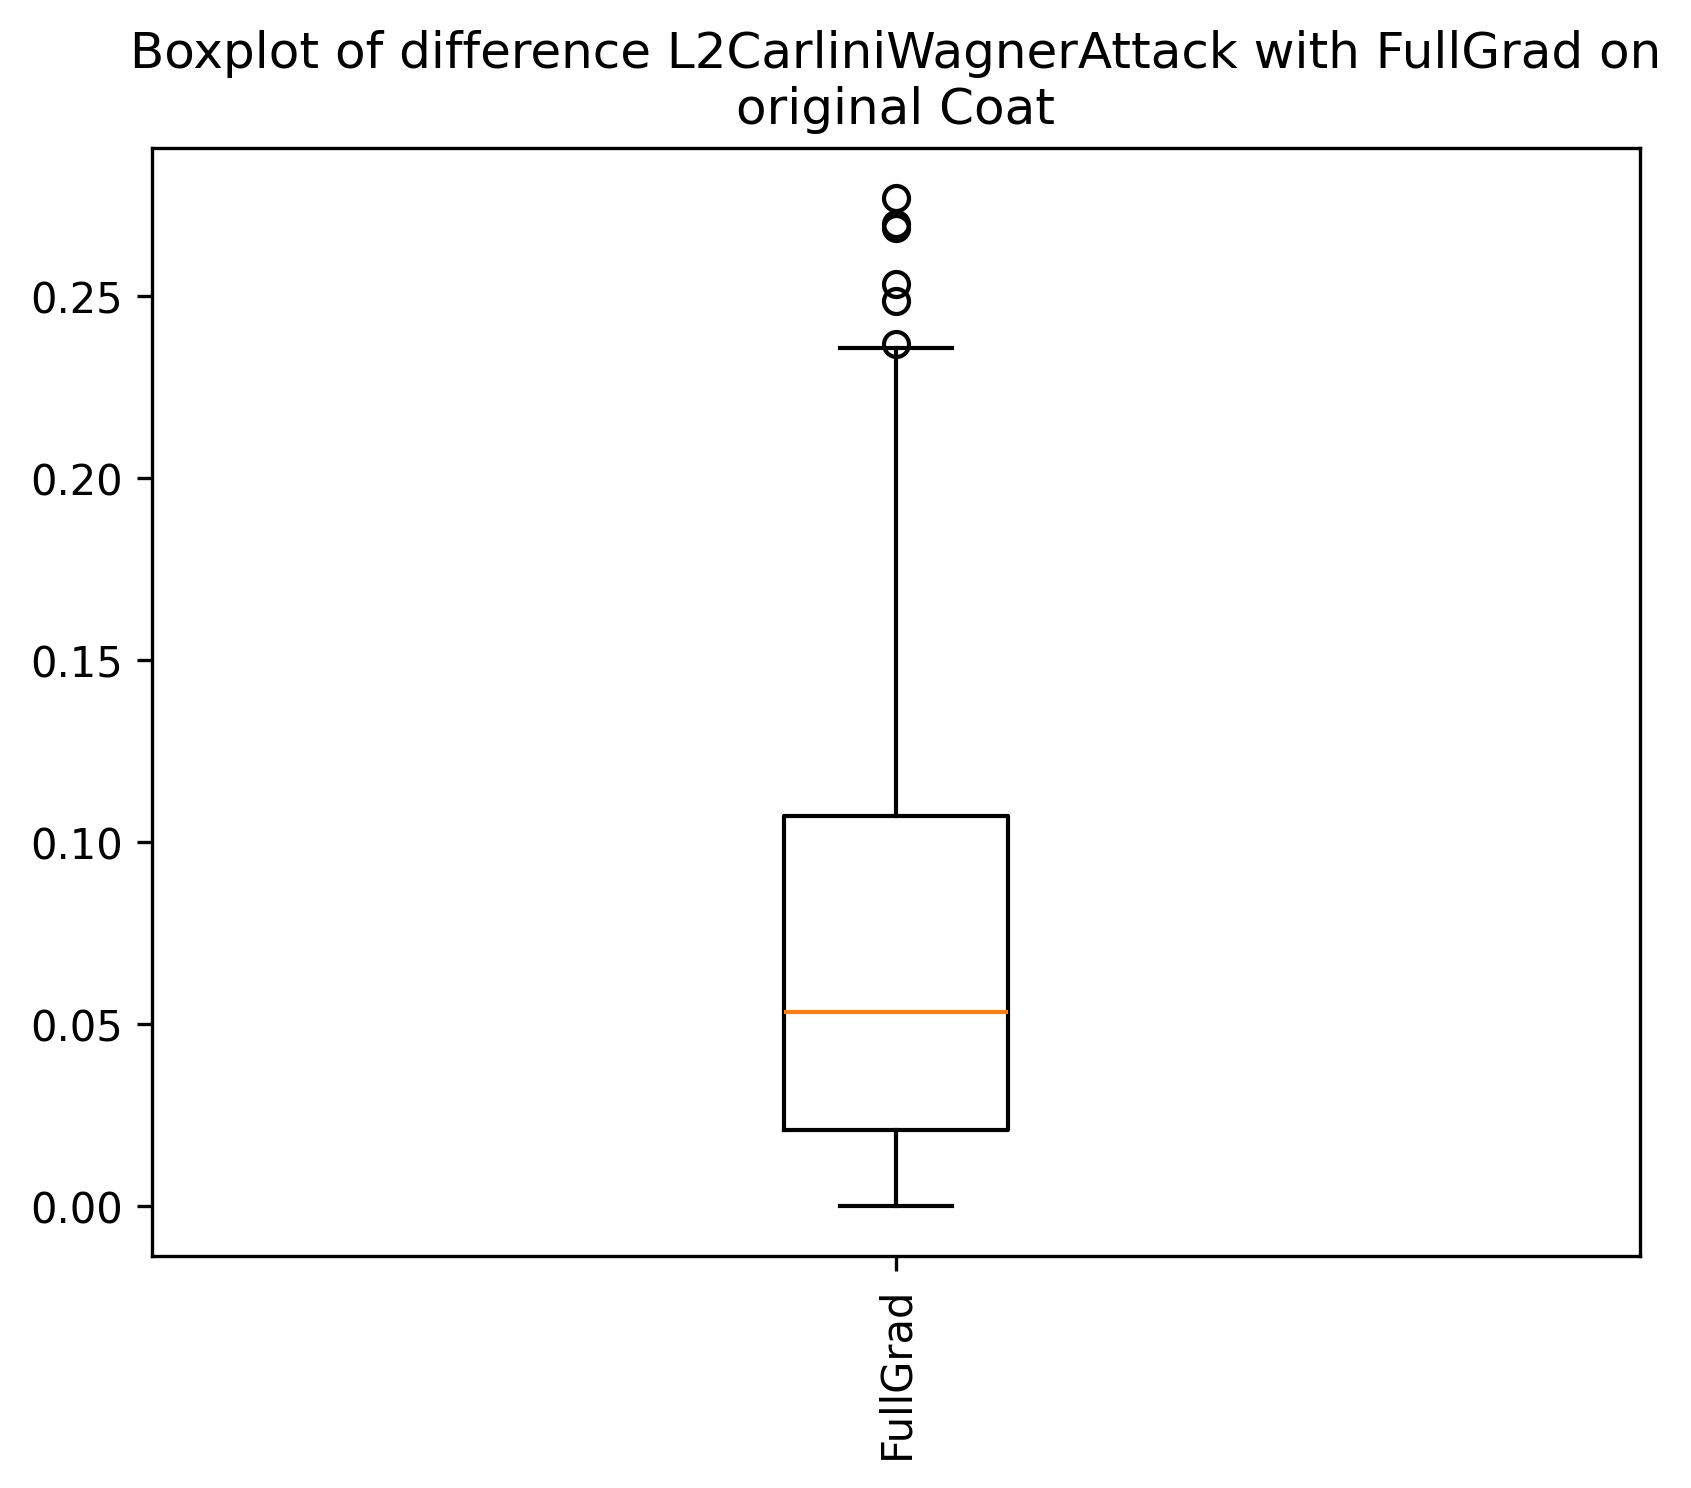 Boxplot of difference L2CarliniWagnerAttack with FullGrad on
original Coat
0.25
0.20
0.15
0.10
0.05
0.00
FullGrad